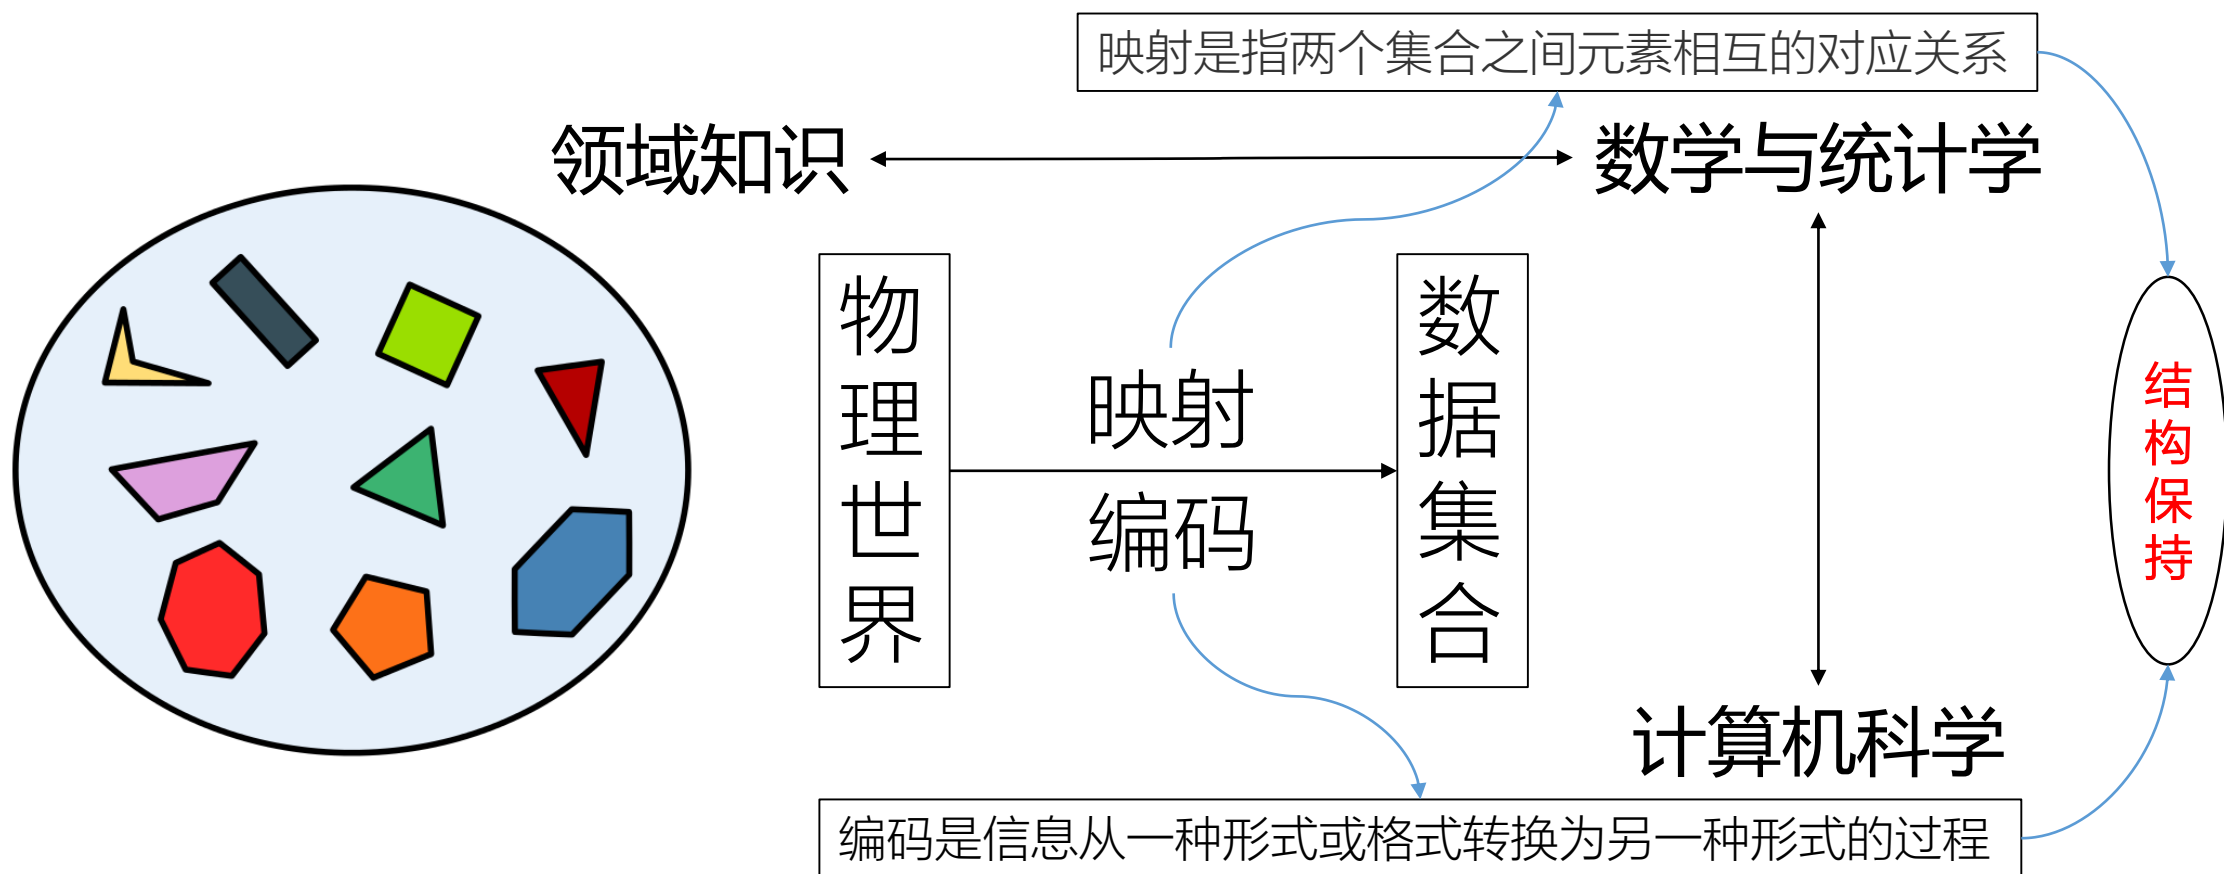 映射是指两个集合之间元素相互的对应关系
领域知识
数学与统计学
物理世界
映射
编码
数据集合
结构保持
计算机科学
编码是信息从一种形式或格式转换为另一种形式的过程